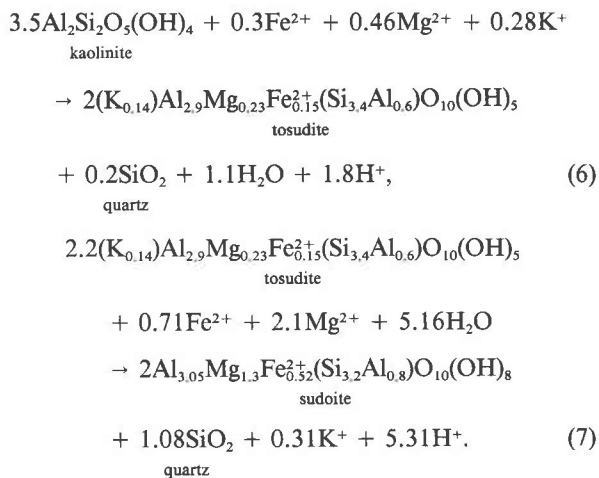 3.5Al₂Si₂O₅(OH)₄ + 0.3Fe²⁺ + 0.46Mg²⁺ + 0.28K⁺
kaolinite
→ 2(K₀.₁₄)Al₂.₉Mg₀.₂₃Fe²⁺₀.₁₅(Si₃.₄Al₀.₆)O₁₀(OH)₅
tosudite
+ 0.2SiO₂ + 1.1H₂O + 1.8H⁺, (6)
quartz
2.2(K₀.₁₄)Al₂.₉Mg₀.₂₃Fe²⁺₀.₁₅(Si₃.₄Al₀.₆)O₁₀(OH)₅
tosudite
+ 0.71Fe²⁺ + 2.1Mg²⁺ + 5.16H₂O
→ 2Al₃.₀₅Mg₁.₃Fe²⁺₀.₅₂(Si₃.₂Al₀.₈)O₁₀(OH)₈
sudoite
+ 1.08SiO₂ + 0.31K⁺ + 5.31H⁺. (7)
quartz